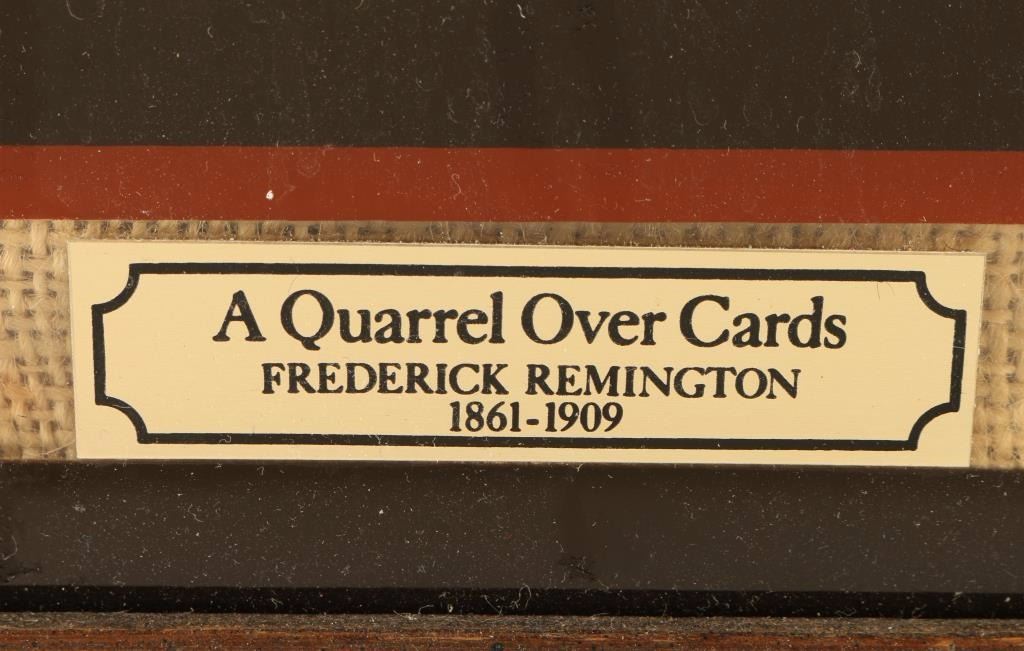 A Quarrel Over Cards
FREDERICK REMINGTON
1861-1909